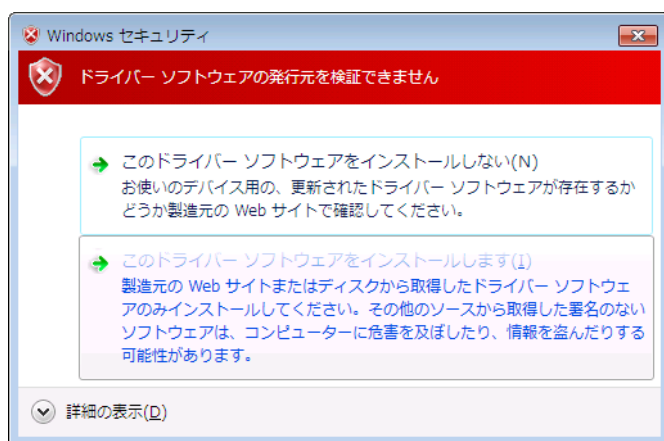 Windows セキュリティ
ドライバー ソフトウェアの発行元を検証できません
このドライバー ソフトウェアをインストールしない(N)
お使いのデバイス用の、更新されたドライバー ソフトウェアが存在するか
どうか製造元の Web サイトで確認してください。
このドライバー ソフトウェアをインストールします(I)
製造元の Web サイトまたはディスクから取得したドライバー ソフトウェ
アのみインストールしてください。その他のソースから取得した署名のない
ソフトウェアは、コンピューターに危害を及ぼしたり、情報を盗んだりする
可能性があります。
詳細の表示(D)